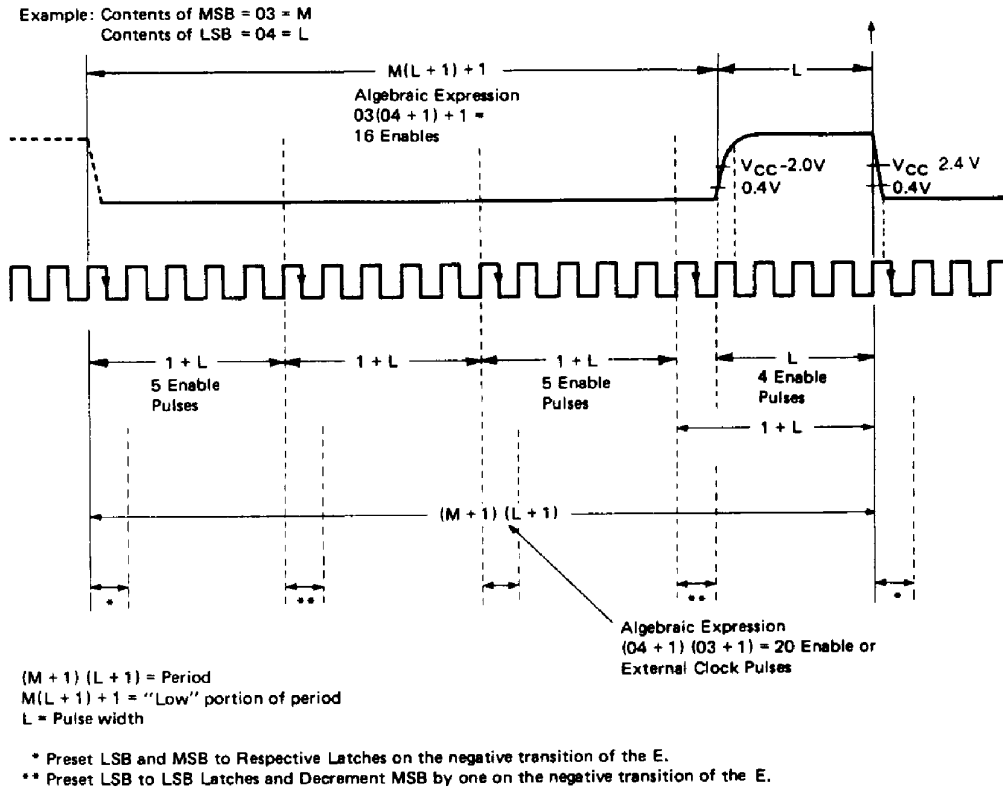 Example: Contents of MSB = 03 = M
Contents of LSB = 04 = L
M(L + 1) + 1
L
Algebraic Expression
03(04 + 1) + 1 =
16 Enables
VCC -2.0V
0.4V
VCC 2.4 V
0.4V
1 + L
5 Enable
Pulses
1 + L
1 + L
5 Enable
Pulses
L
4 Enable
Pulses
1 + L
(M + 1) (L + 1)
*
**
**
*
Algebraic Expression
(04 + 1) (03 + 1) = 20 Enable or
External Clock Pulses
(M + 1) (L + 1) = Period
M(L + 1) + 1 = "Low" portion of period
L = Pulse width
* Preset LSB and MSB to Respective Latches on the negative transition of the E.
** Preset LSB to LSB Latches and Decrement MSB by one on the negative transition of the E.